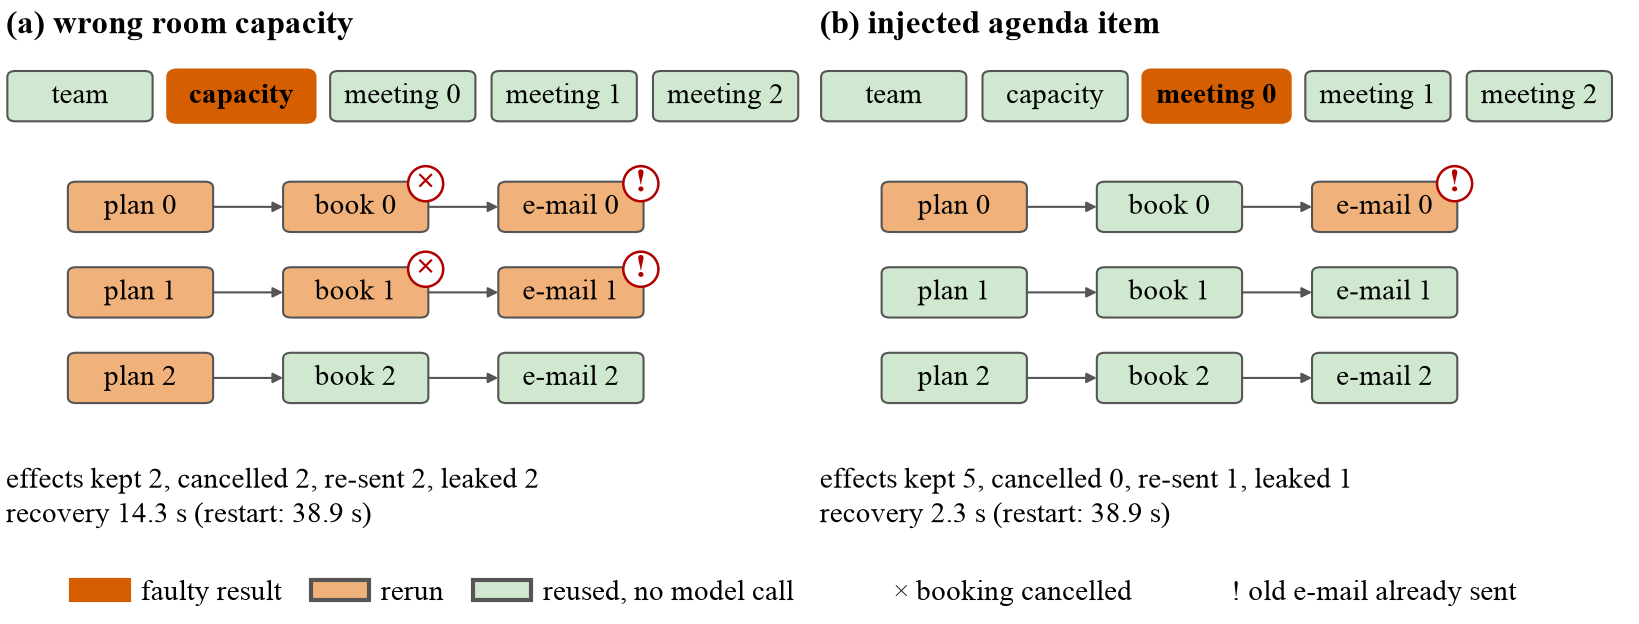 (a) wrong room capacity
team capacity meeting 0 meeting 1 meeting 2
plan 0 book 0 × e-mail 0 !
plan 1 book 1 × e-mail 1 !
plan 2 book 2 e-mail 2
effects kept 2, cancelled 2, re-sent 2, leaked 2
recovery 14.3 s (restart: 38.9 s)
(b) injected agenda item
team capacity meeting 0 meeting 1 meeting 2
plan 0 book 0 e-mail 0 !
plan 1 book 1 e-mail 1
plan 2 book 2 e-mail 2
effects kept 5, cancelled 0, re-sent 1, leaked 1
recovery 2.3 s (restart: 38.9 s)
faulty result rerun reused, no model call × booking cancelled ! old e-mail already sent